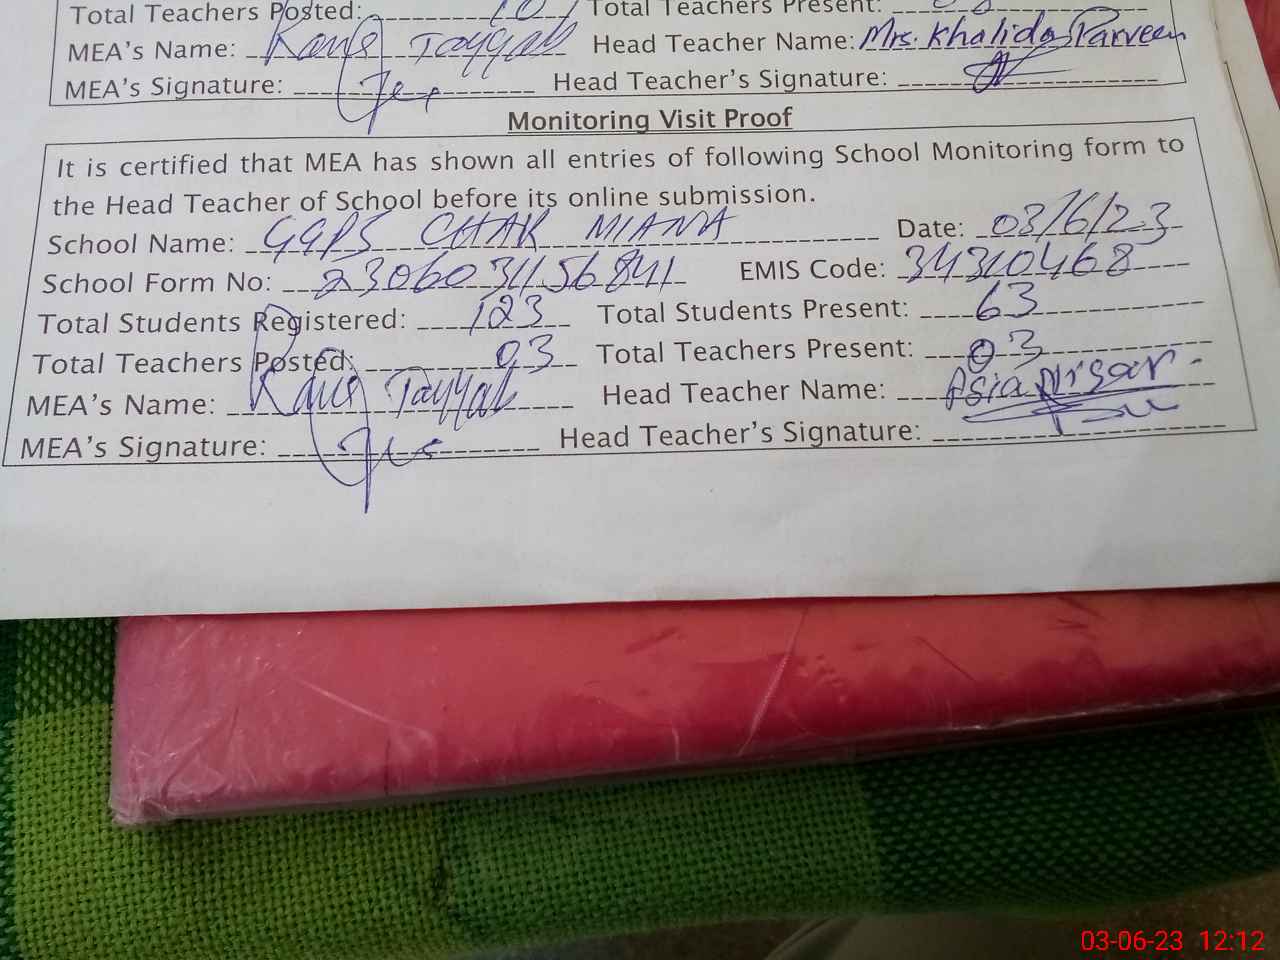 Total Teachers Posted: Total Teachers Present:
MEA's Name: Rana Tayyab Head Teacher Name: Mrs. Khalida Parveen
MEA's Signature: Head Teacher's Signature:
Monitoring Visit Proof
It is certified that MEA has shown all entries of following School Monitoring form to
the Head Teacher of School before its online submission.
School Name: GGPS CHAK MIANA Date: 03/6/23
School Form No: 2306031156841 EMIS Code: 34310468
Total Students Registered: 123 Total Students Present: 63
Total Teachers Posted: 03 Total Teachers Present: 03
MEA's Name: Rana Tayyab Head Teacher Name: Asia
MEA's Signature: Head Teacher's Signature:
03-06-23 12:12